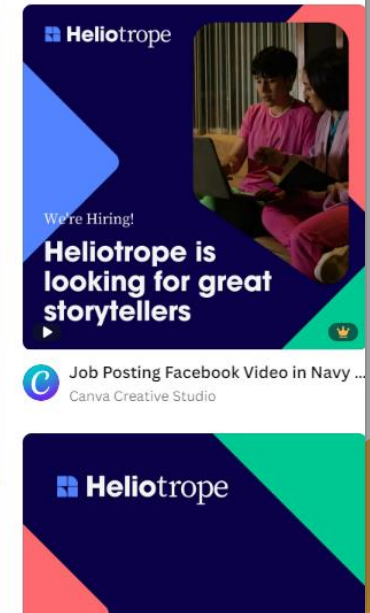 Heliotrope
We're Hiring!
Heliotrope is
looking for great
storytellers
Job Posting Facebook Video in Navy ...
Canva Creative Studio
Heliotrope